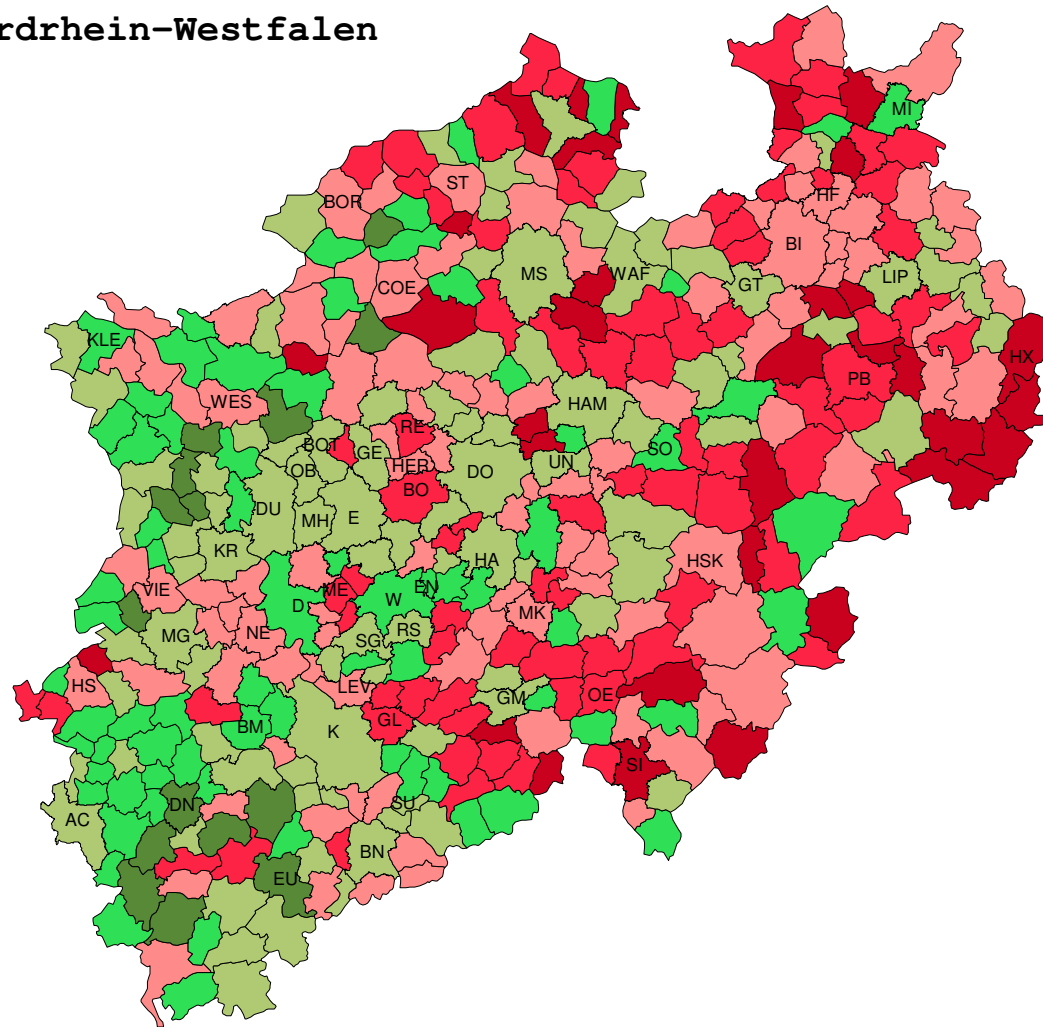 rdrhein-Westfalen
MI
ST
BOR
HF
BI
MS
WAF
GT
LIP
COE
KLE
HX
PB
WES
HAM
RE
BOT
GE
SO
HER
UN
OB
DO
BO
DU
MH
E
KR
HA
HSK
VIE
ME
EN
D
W
MK
MG
NE
RS
SG
HS
LEV
GM
OE
GL
BM
K
SI
DN
SU
AC
BN
EU